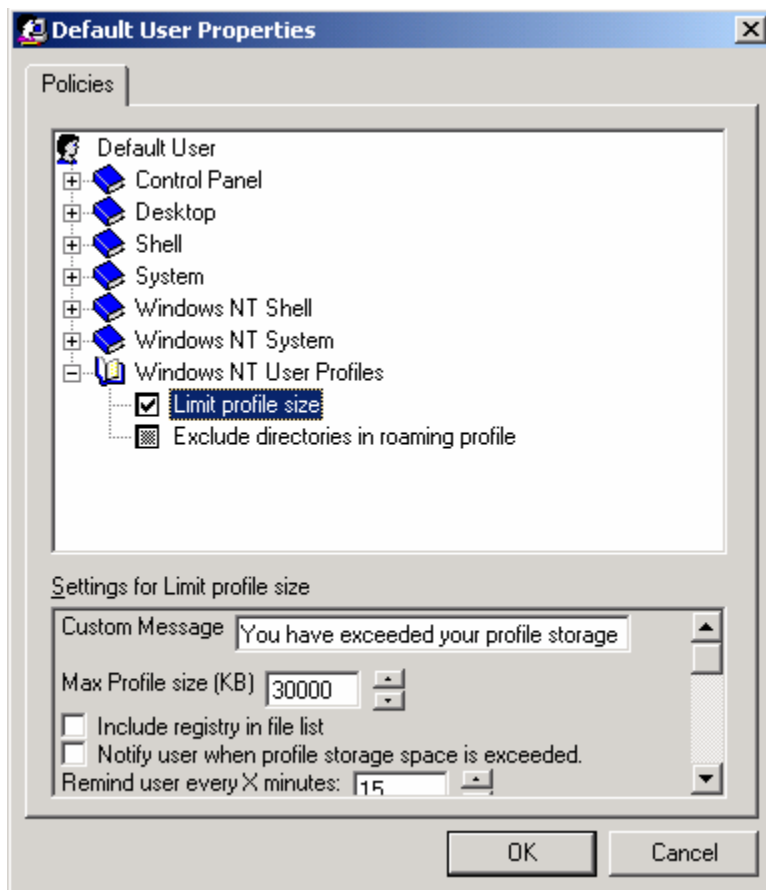 Default User Properties
Policies
Default User
Control Panel
Desktop
Shell
System
Windows NT Shell
Windows NT System
Windows NT User Profiles
Limit profile size
Exclude directories in roaming profile
Settings for Limit profile size
Custom Message You have exceeded your profile storage
Max Profile size (KB) 30000
Include registry in file list
Notify user when profile storage space is exceeded.
Remind user every X minutes: 15
OK Cancel